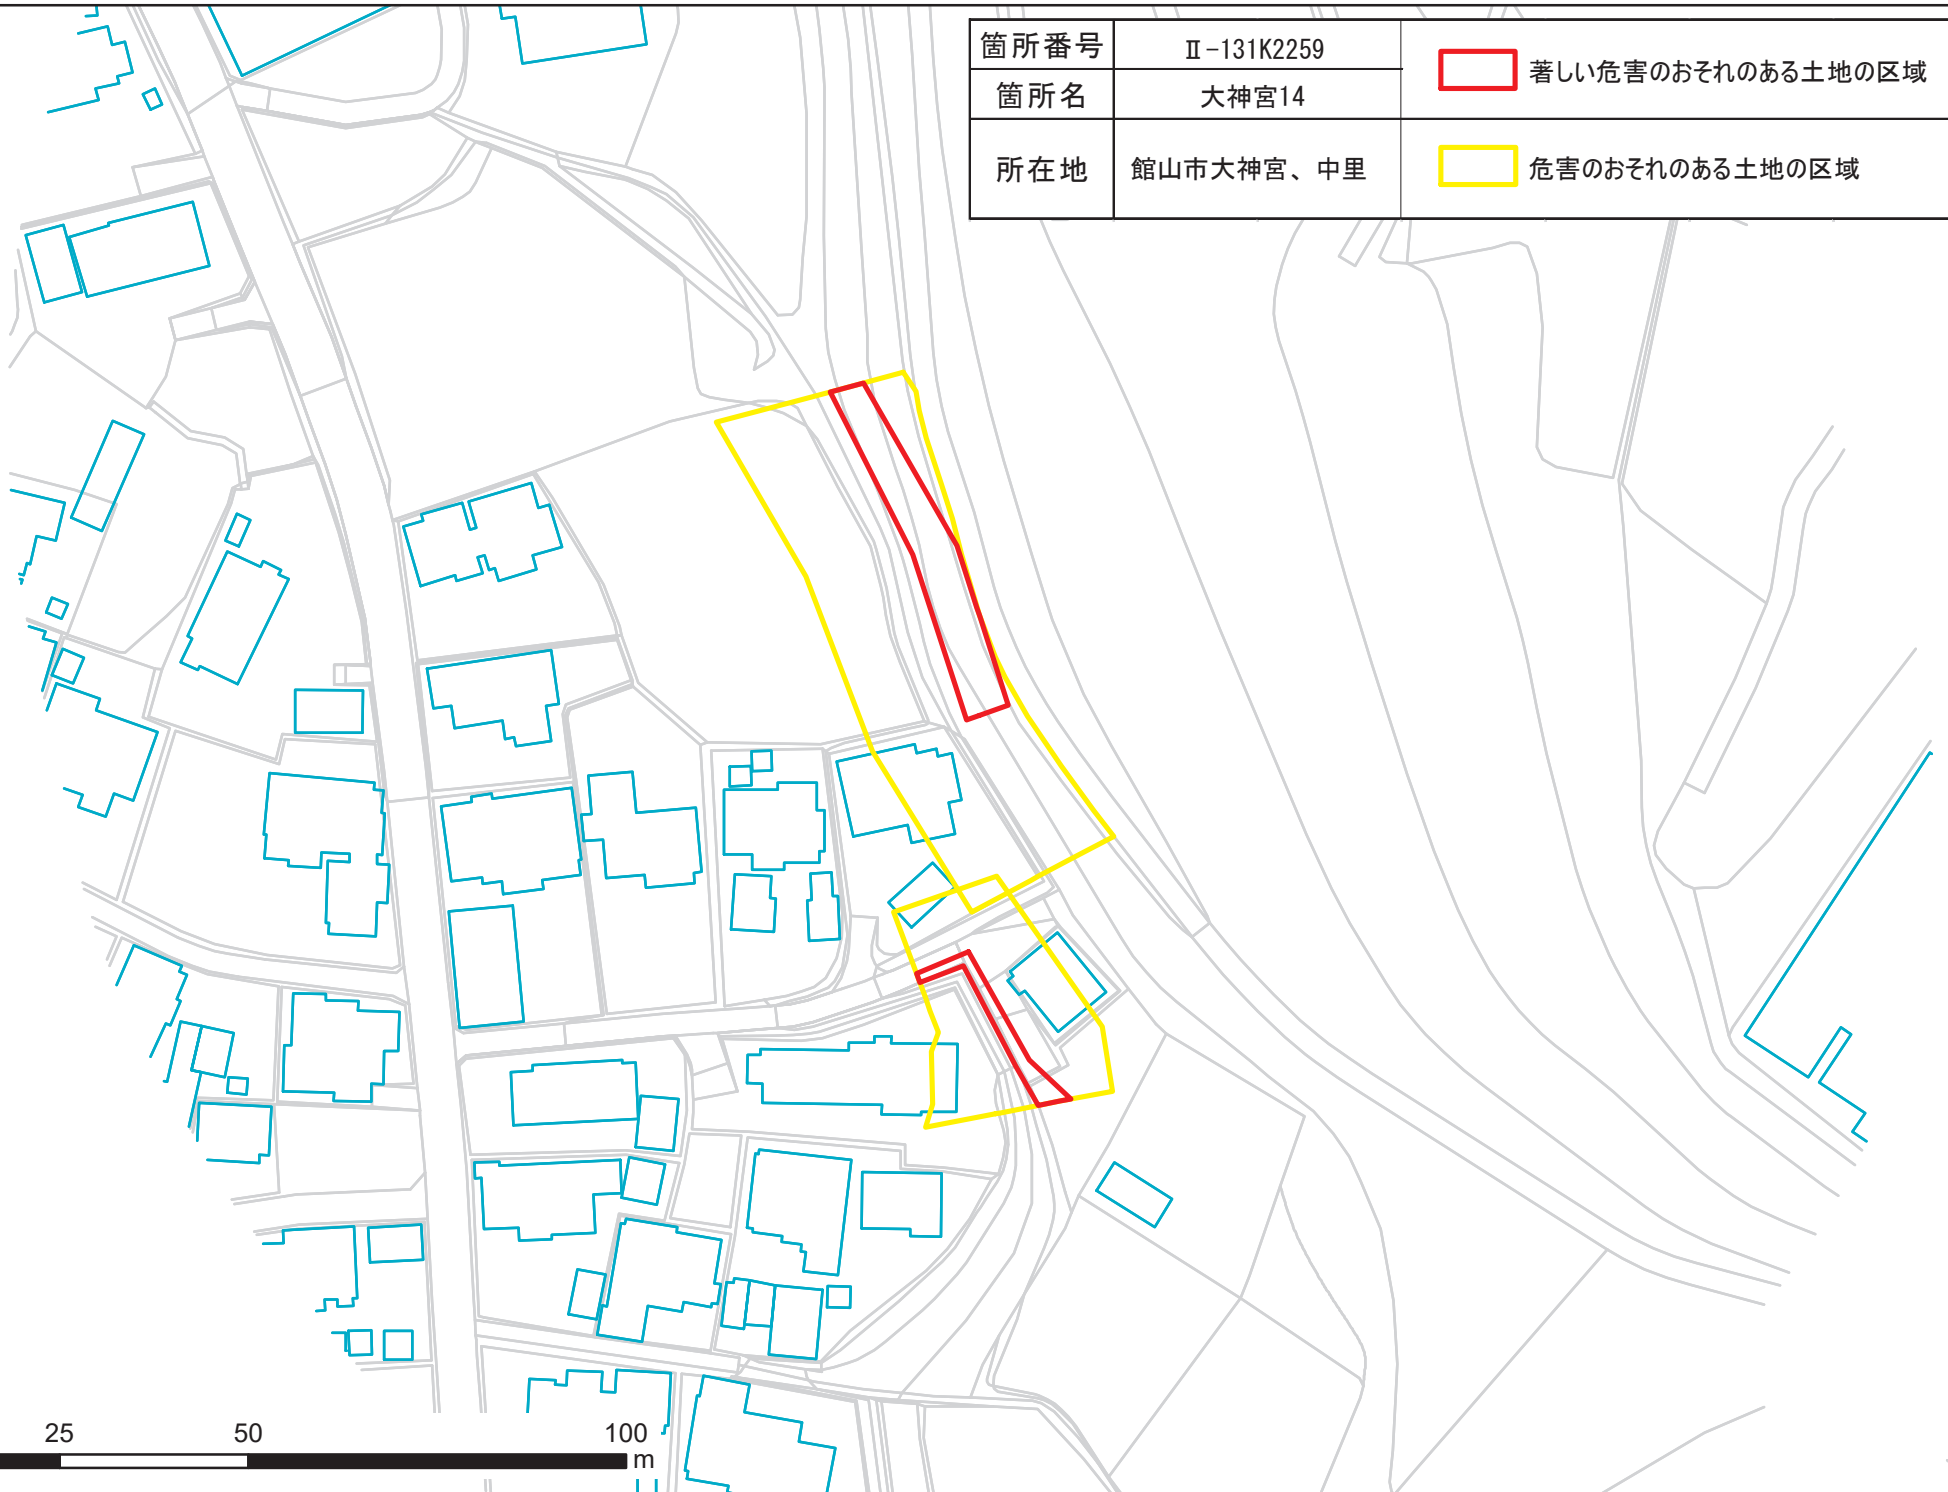 箇所番号 Ⅱ-131K2259
箇所名 大神宮14
所在地 館山市大神宮、中里
著しい危害のおそれのある土地の区域
危害のおそれのある土地の区域
25 50 100
m